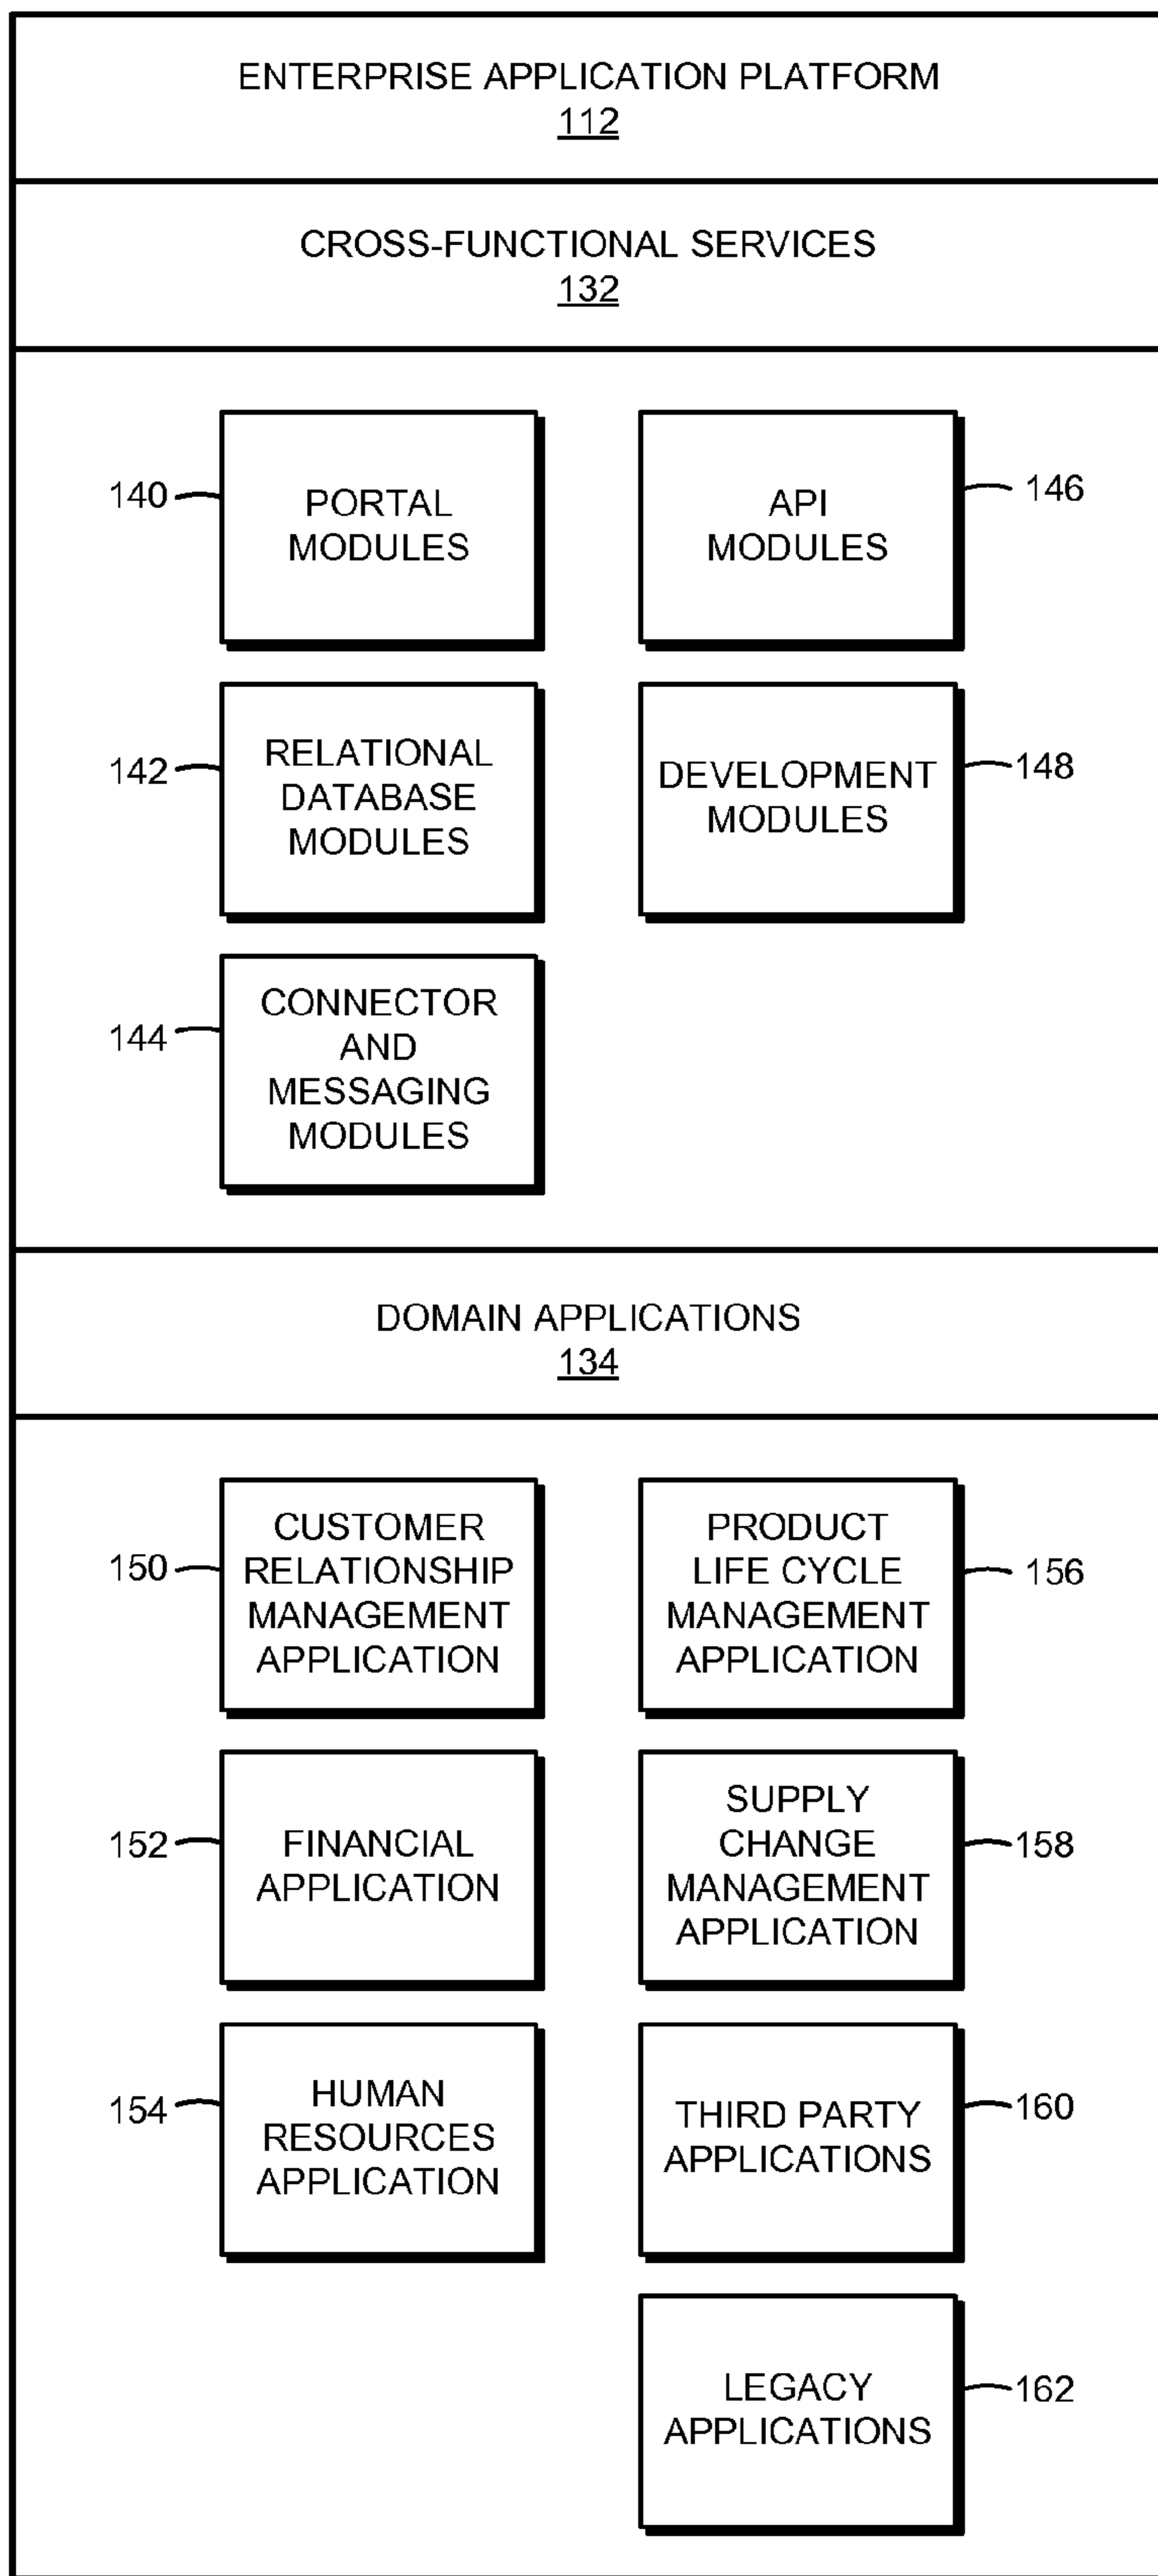 ENTERPRISE APPLICATION PLATFORM
112
CROSS-FUNCTIONAL SERVICES
132
140
PORTAL
MODULES
API
MODULES
146
142
RELATIONAL
DATABASE
MODULES
DEVELOPMENT
MODULES
148
144
CONNECTOR
AND
MESSAGING
MODULES
DOMAIN APPLICATIONS
134
150
CUSTOMER
RELATIONSHIP
MANAGEMENT
APPLICATION
PRODUCT
LIFE CYCLE
MANAGEMENT
APPLICATION
156
152
FINANCIAL
APPLICATION
SUPPLY
CHANGE
MANAGEMENT
APPLICATION
158
154
HUMAN
RESOURCES
APPLICATION
THIRD PARTY
APPLICATIONS
160
LEGACY
APPLICATIONS
162